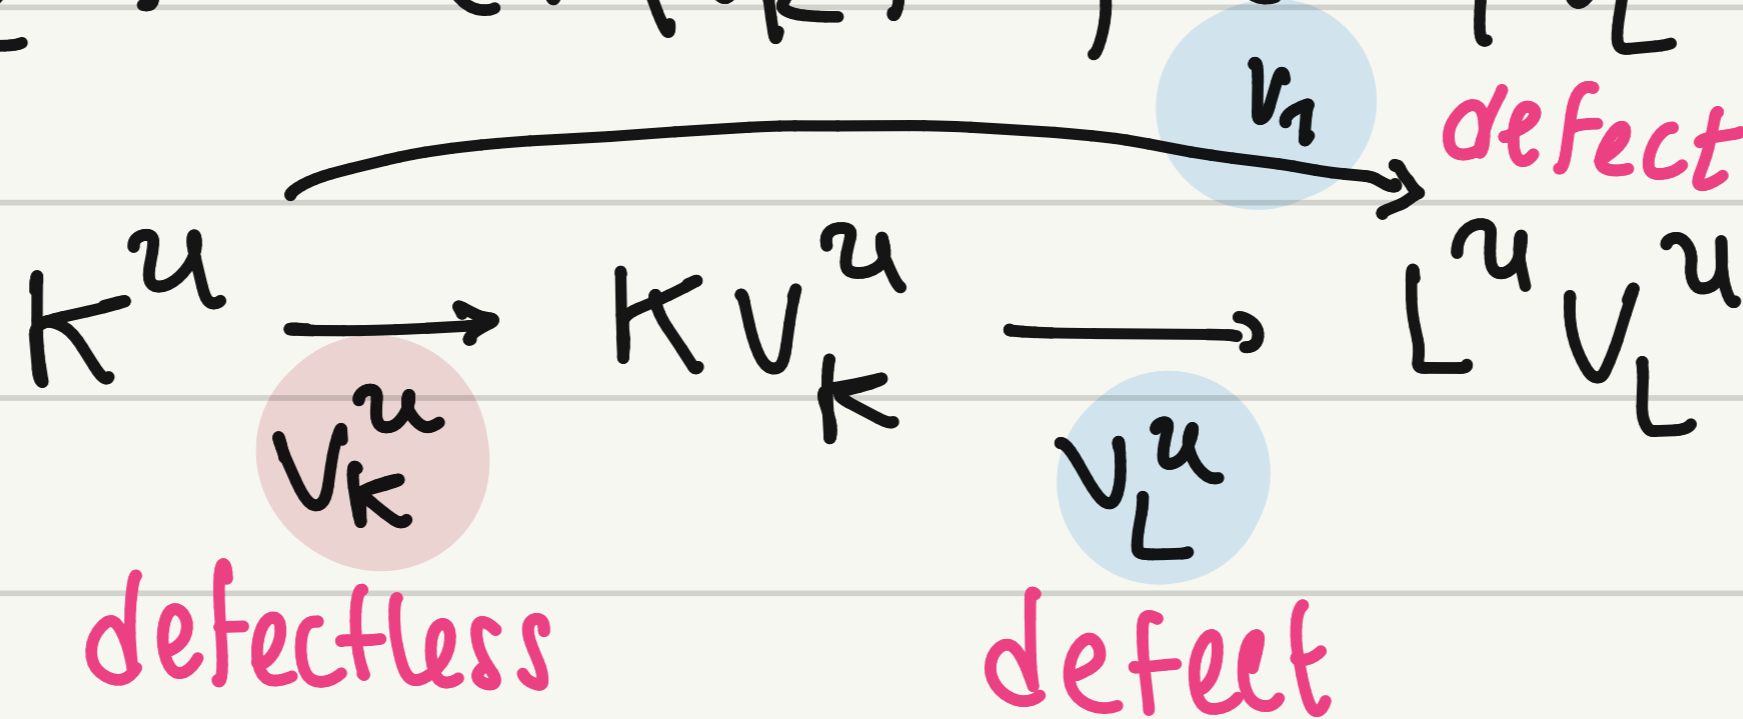 v₁ defect
K^u → KV_K^u → L^u V_L^u
V_K^u V_L^u
defectless defect